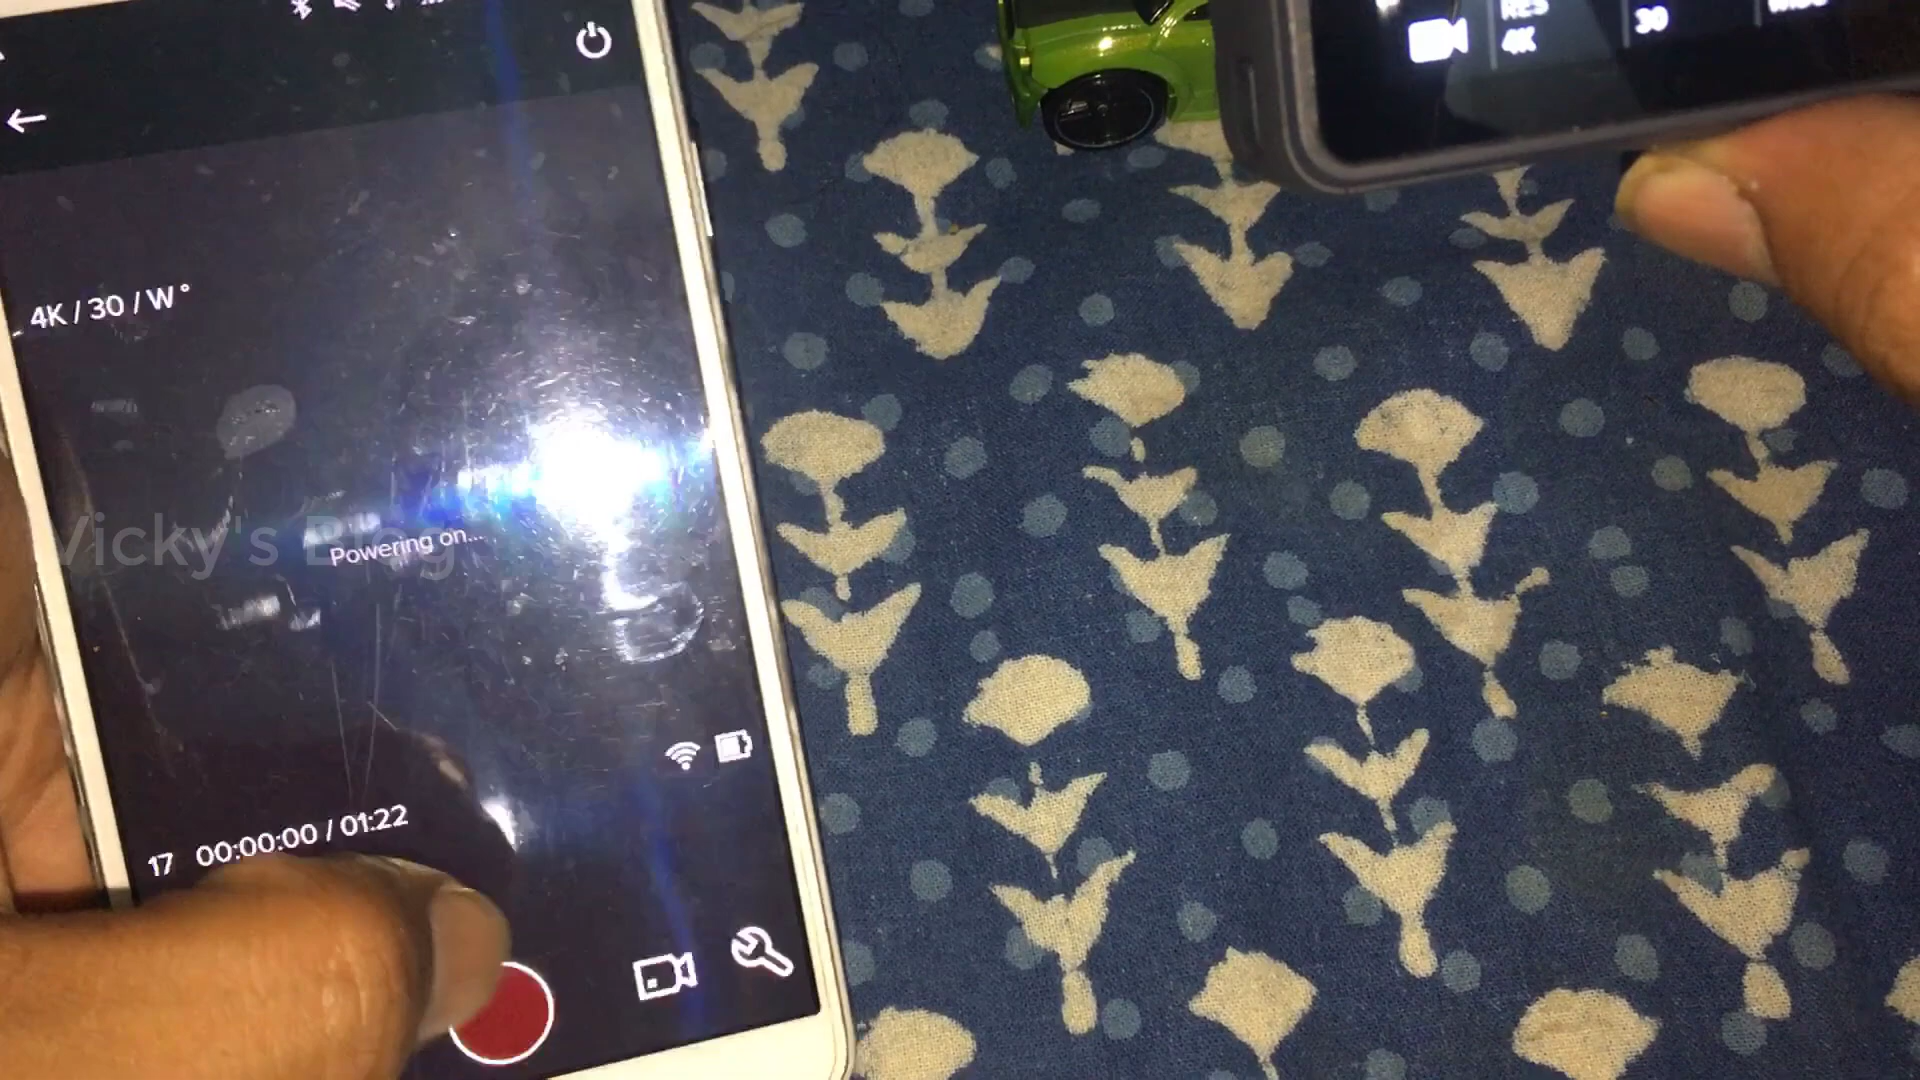 4K / 30 / W°
Vicky's Blog
Powering on...
17 00:00:00 / 01:22
RES
4K
30